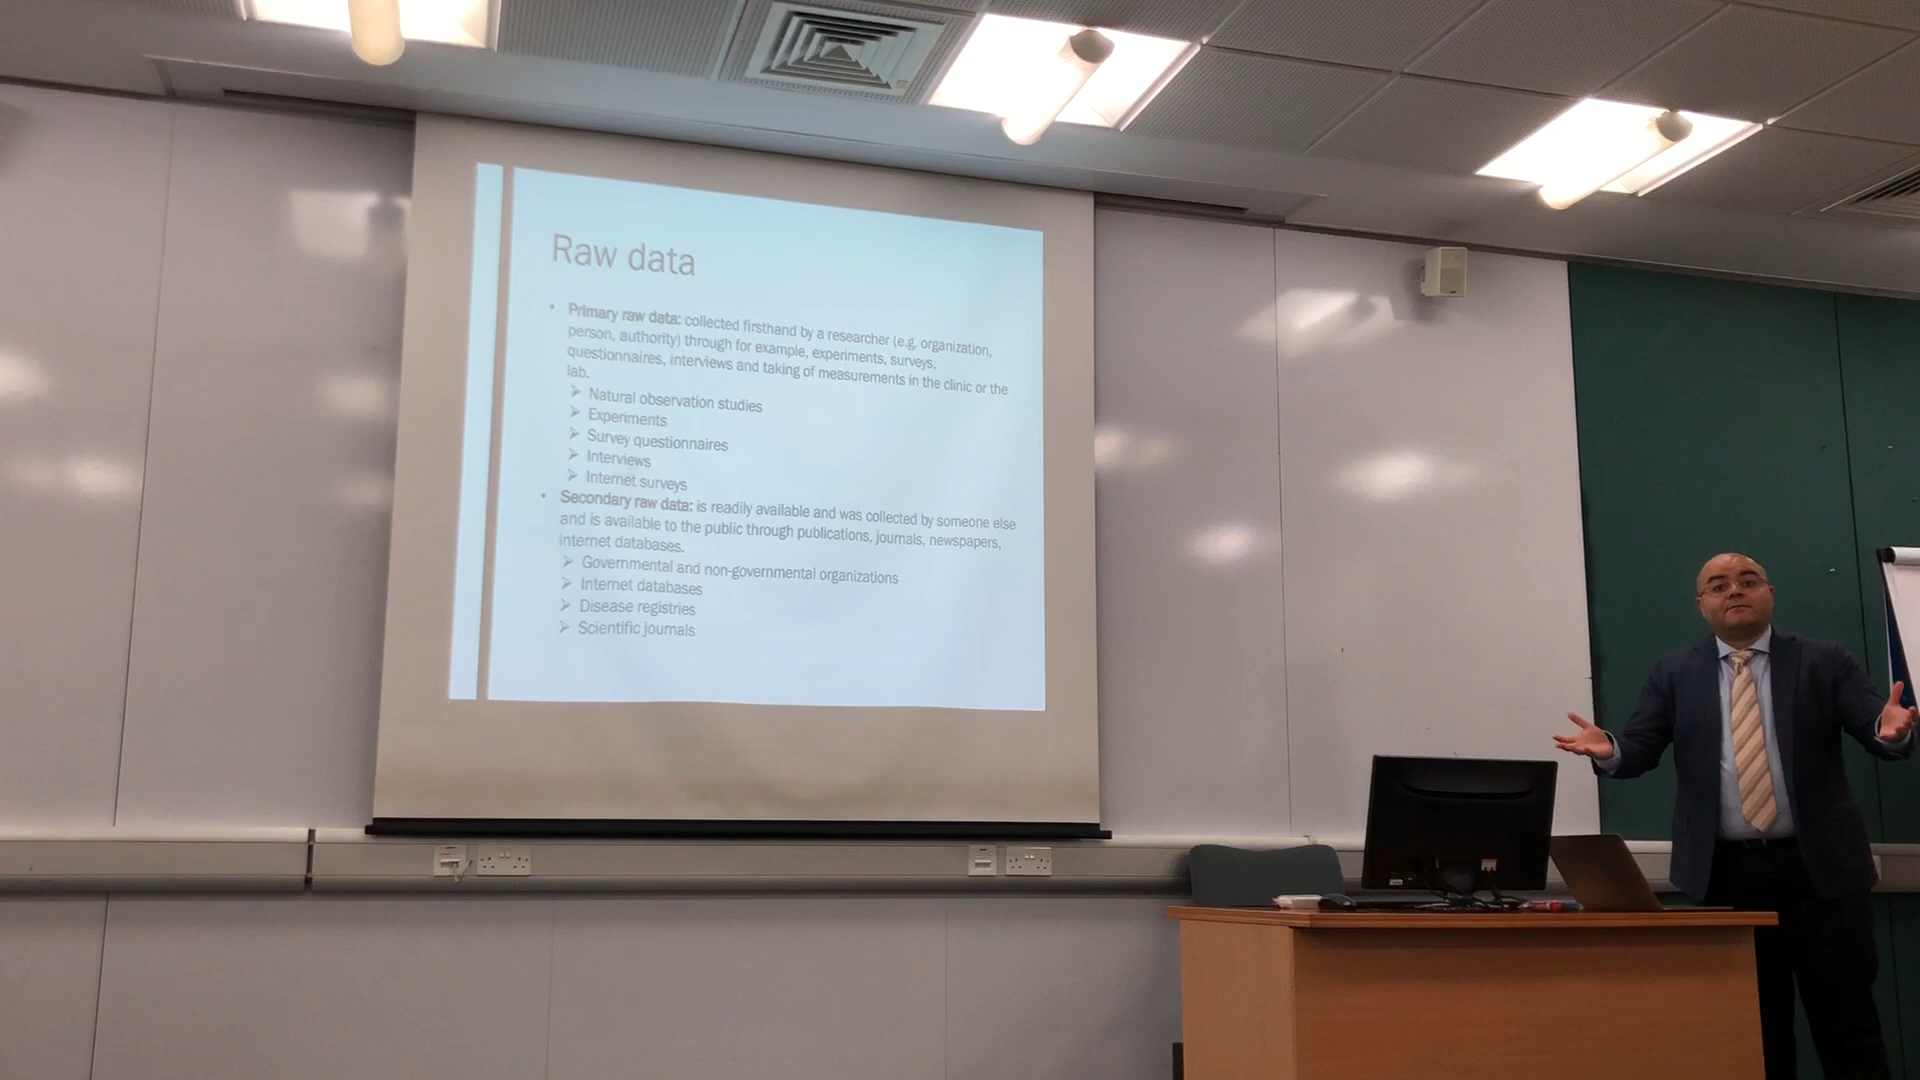 Raw data
• Primary raw data: collected firsthand by a researcher (e.g. organization,
person, authority) through for example, experiments, surveys,
questionnaires, interviews and taking of measurements in the clinic or the
lab.
➢ Natural observation studies
➢ Experiments
➢ Survey questionnaires
➢ Interviews
➢ Internet surveys
• Secondary raw data: is readily available and was collected by someone else
and is available to the public through publications, journals, newspapers,
internet databases.
➢ Governmental and non-governmental organizations
➢ Internet databases
➢ Disease registries
➢ Scientific journals